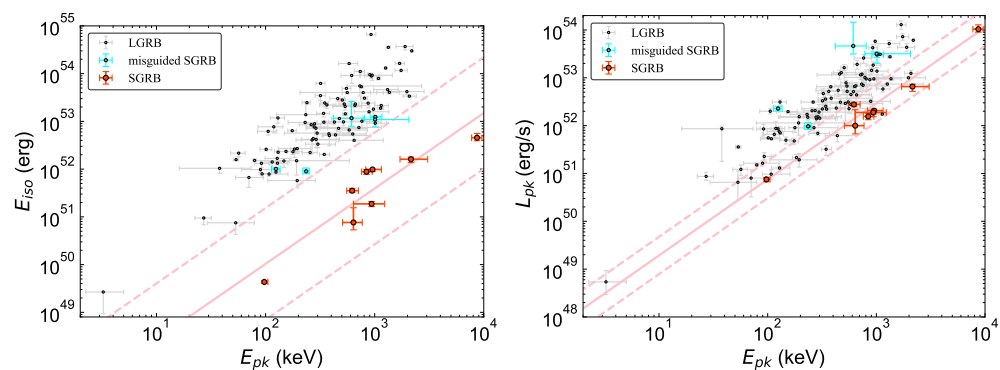 10^55
10^54
10^53
10^52
10^51
10^50
10^49
E_iso (erg)
LGRB
misguided SGRB
SGRB
10^1
10^2
10^3
10^4
E_pk (keV)
10^54
10^53
10^52
10^51
10^50
10^49
10^48
L_pk (erg/s)
LGRB
misguided SGRB
SGRB
10^1
10^2
10^3
10^4
E_pk (keV)